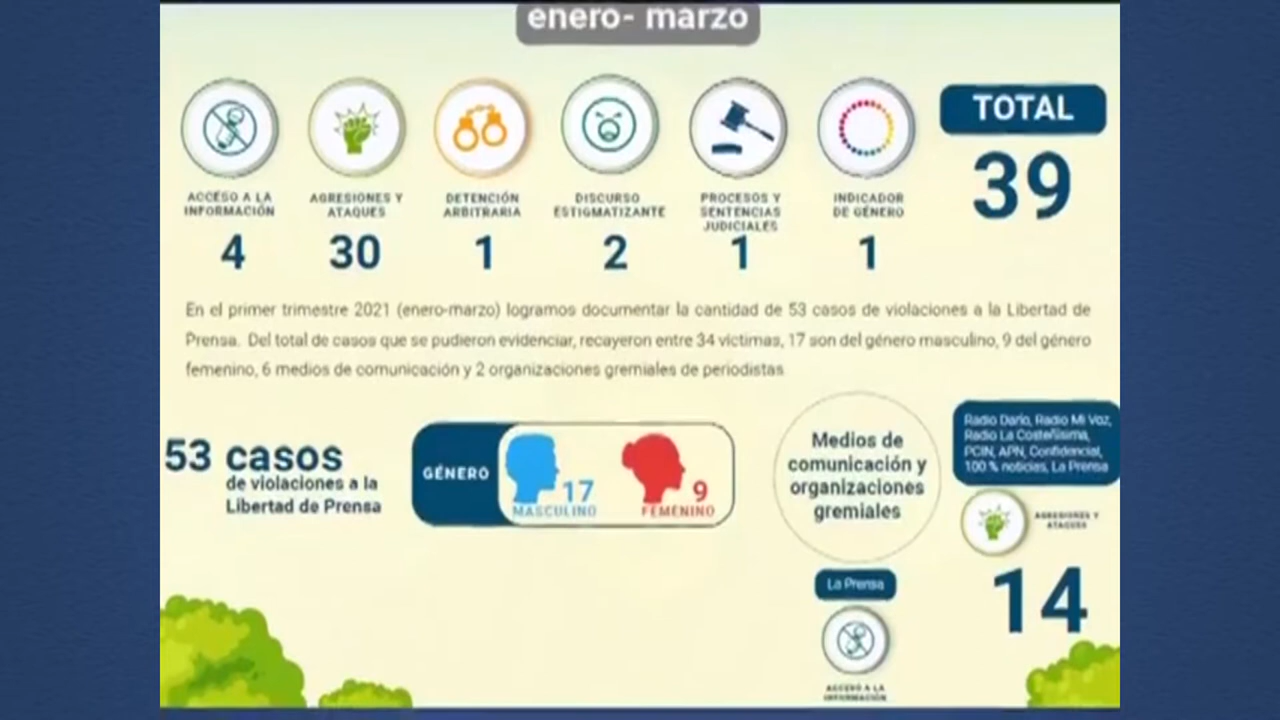 enero- marzo
ACCESO A LA
INFORMACIÓN
4
AGRESIONES Y
ATAQUES
30
DETENCIÓN
ARBITRARIA
1
DISCURSO
ESTIGMATIZANTE
2
PROCESOS Y
SENTENCIAS
JUDICIALES
1
INDICADOR
DE GÉNERO
1
TOTAL
39
En el primer trimestre 2021 (enero-marzo) logramos documentar la cantidad de 53 casos de violaciones a la Libertad de
Prensa. Del total de casos que se pudieron evidenciar, recayeron entre 34 víctimas, 17 son del género masculino, 9 del género
femenino, 6 medios de comunicación y 2 organizaciones gremiales de periodistas
53 casos
de violaciones a la
Libertad de Prensa
GÉNERO
17
MASCULINO
9
FEMENINO
Medios de
comunicación y
organizaciones
gremiales
La Prensa
ACCESO A LA
INFORMACIÓN
Radio Darío, Radio Mi Voz,
Radio La Costeñísima,
PCIN, APN, Confidencial,
100 % noticias, La Prensa
AGRESIONES Y
ATAQUES
14